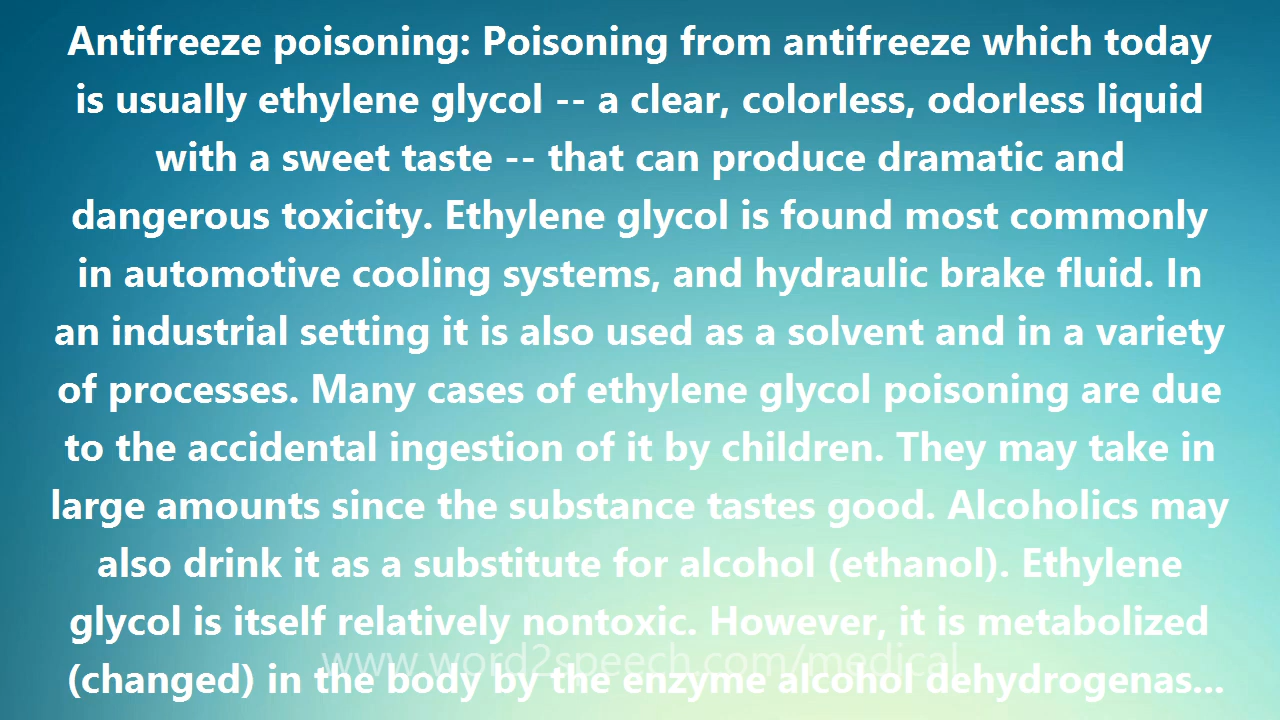 Antifreeze poisoning: Poisoning from antifreeze which today
is usually ethylene glycol -- a clear, colorless, odorless liquid
with a sweet taste -- that can produce dramatic and
dangerous toxicity. Ethylene glycol is found most commonly
in automotive cooling systems, and hydraulic brake fluid. In
an industrial setting it is also used as a solvent and in a variety
of processes. Many cases of ethylene glycol poisoning are due
to the accidental ingestion of it by children. They may take in
large amounts since the substance tastes good. Alcoholics may
also drink it as a substitute for alcohol (ethanol). Ethylene
glycol is itself relatively nontoxic. However, it is metabolized
www.word2speech.com/medical
(changed) in the body by the enzyme alcohol dehydrogenas...